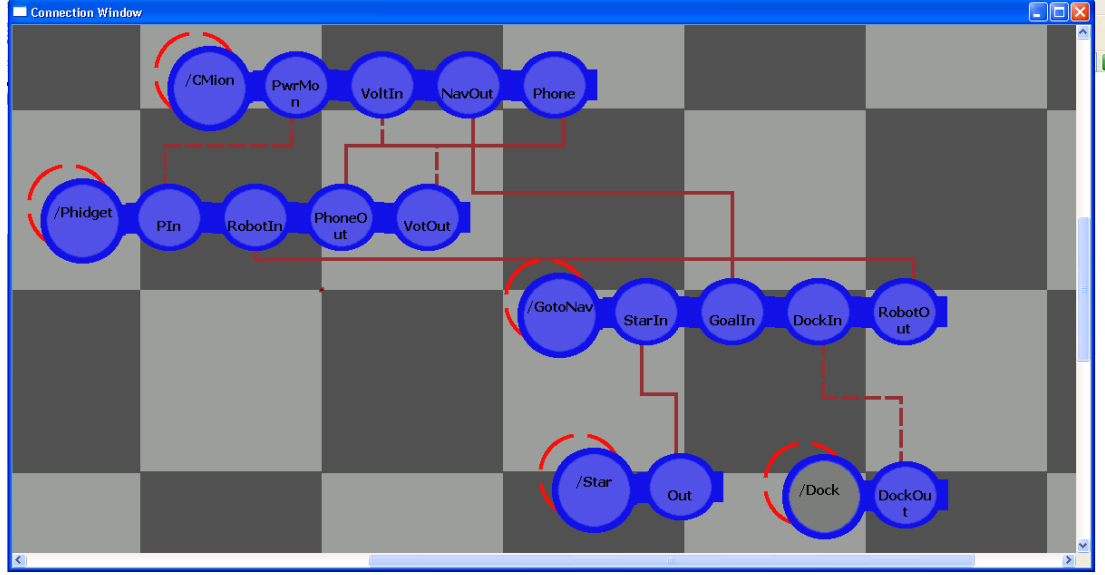 Connection Window
/CMion
PwrMo
n
VoltIn
NavOut
Phone
/Phidget
PIn
RobotIn
PhoneO
ut
VotOut
/GotoNav
StarIn
GoalIn
DockIn
RobotO
ut
/Star
Out
/Dock
DockOu
t